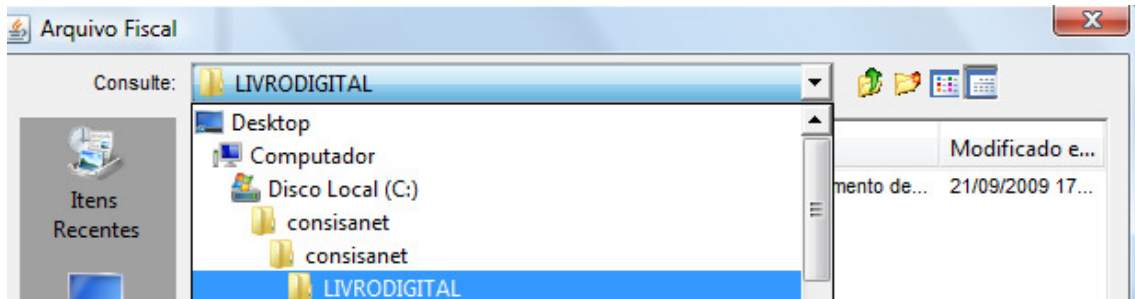 Arquivo Fiscal
Consulte: LIVRODIGITAL
Desktop
Computador
Modificado e...
Disco Local (C:)
mento de... 21/09/2009 17...
Itens
Recentes
consisanet
consisanet
LIVRODIGITAL